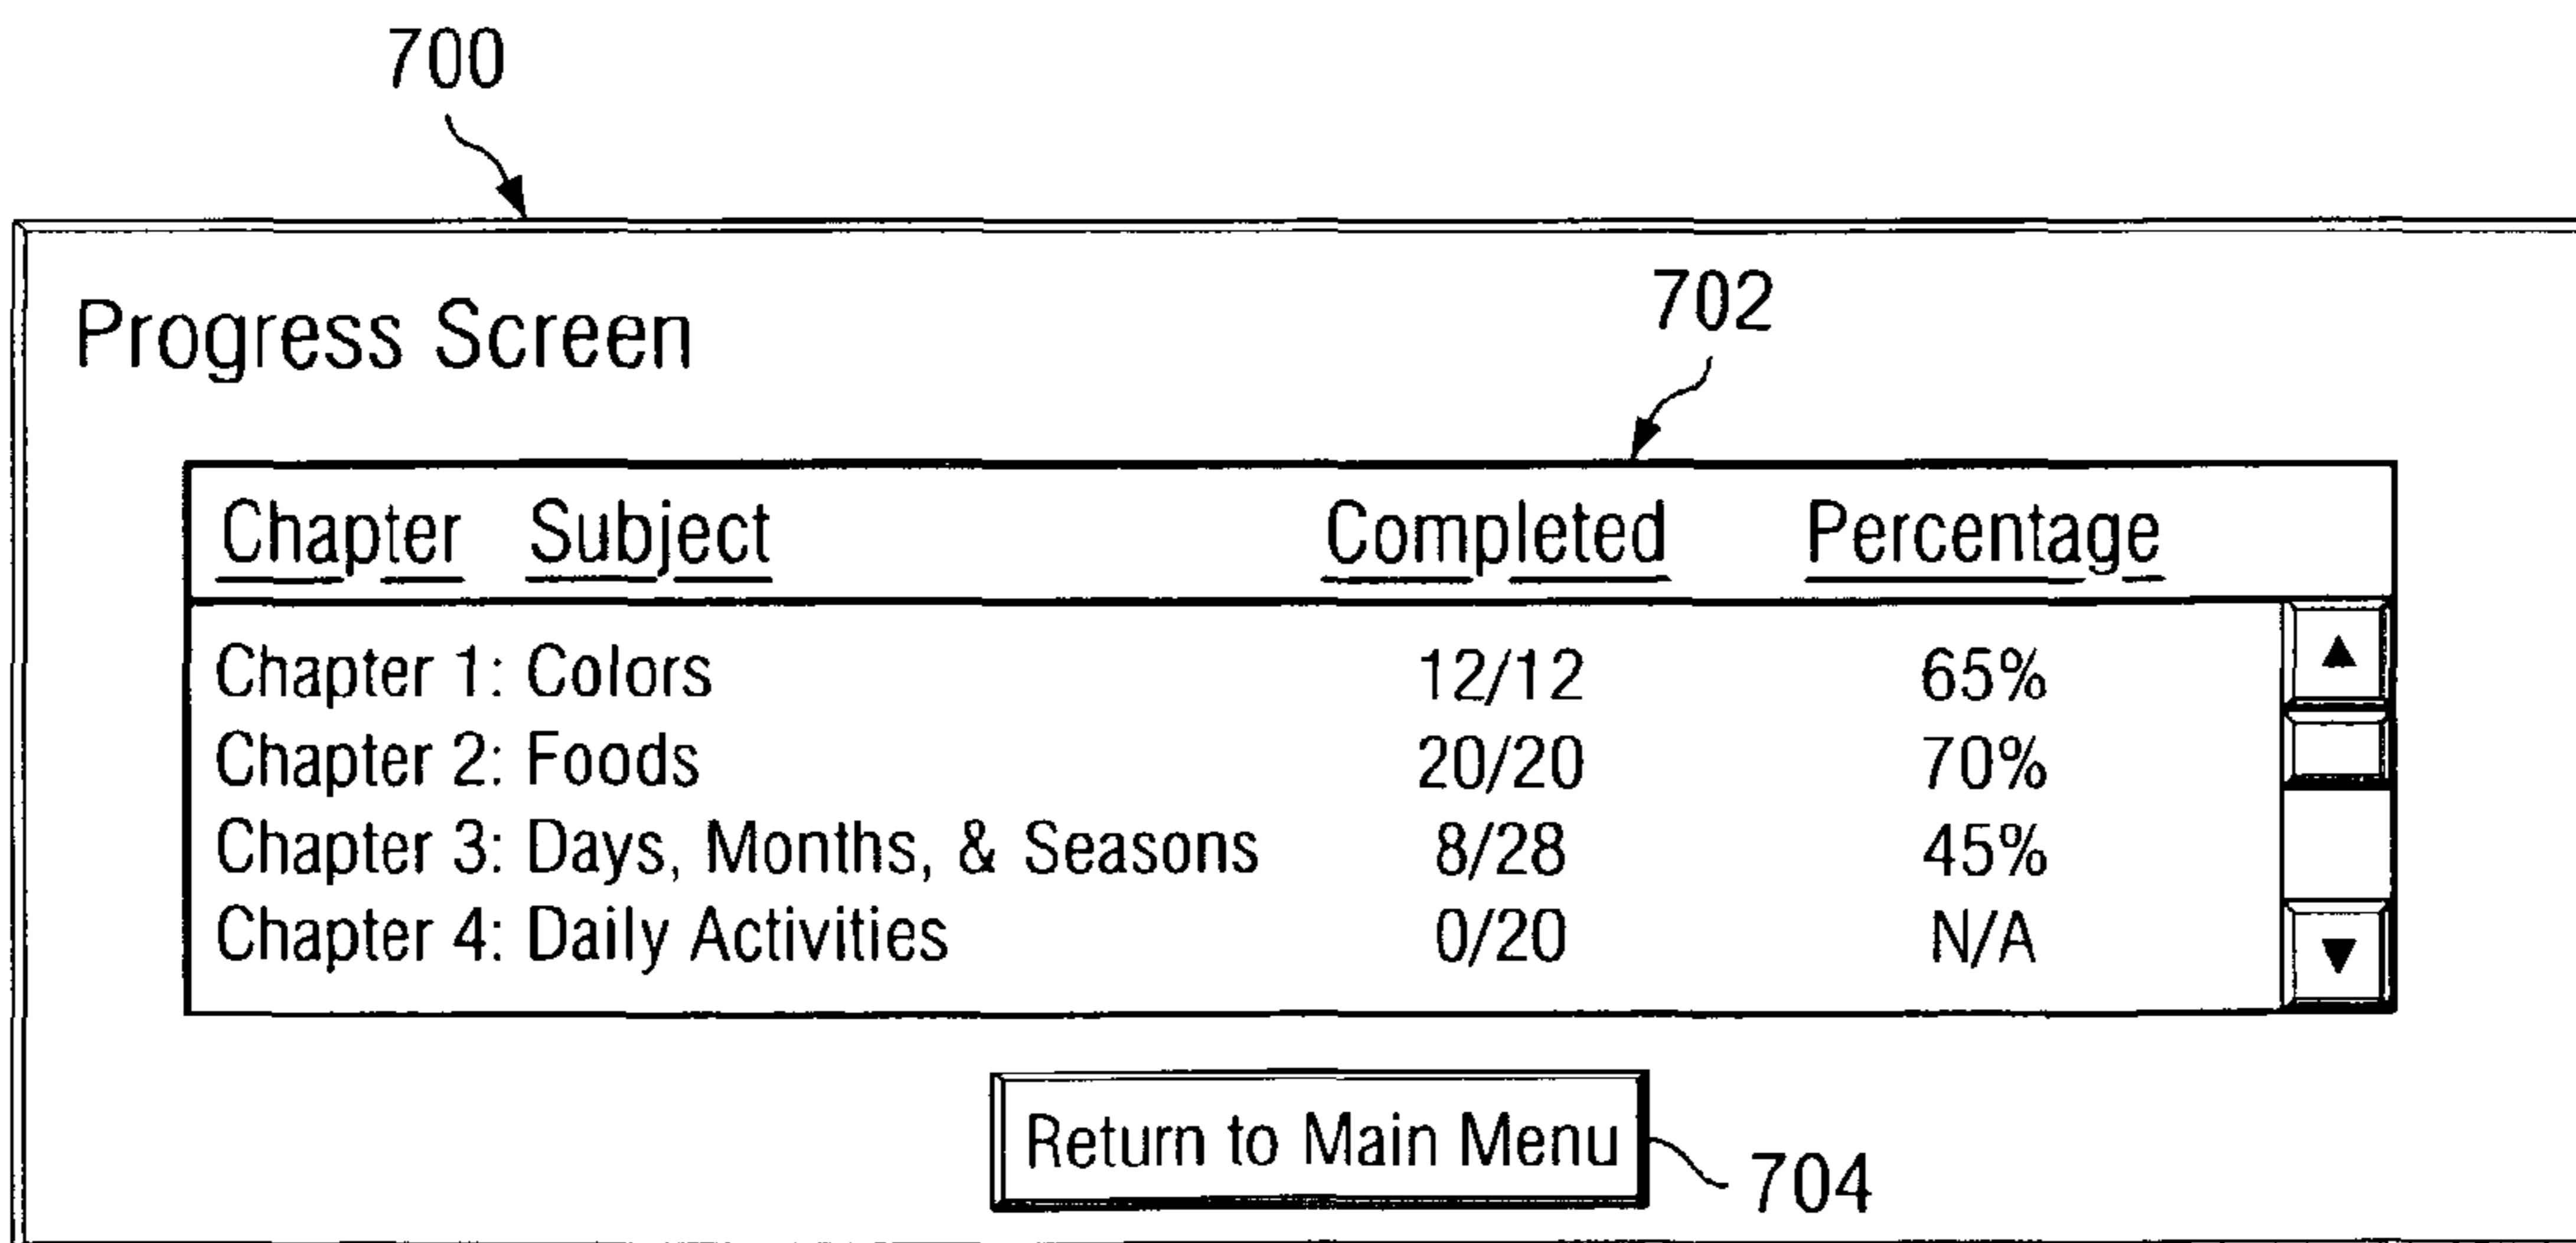 700
Progress Screen
702
Chapter Subject Completed Percentage
Chapter 1: Colors 12/12 65%
Chapter 2: Foods 20/20 70%
Chapter 3: Days, Months, & Seasons 8/28 45%
Chapter 4: Daily Activities 0/20 N/A
Return to Main Menu
704